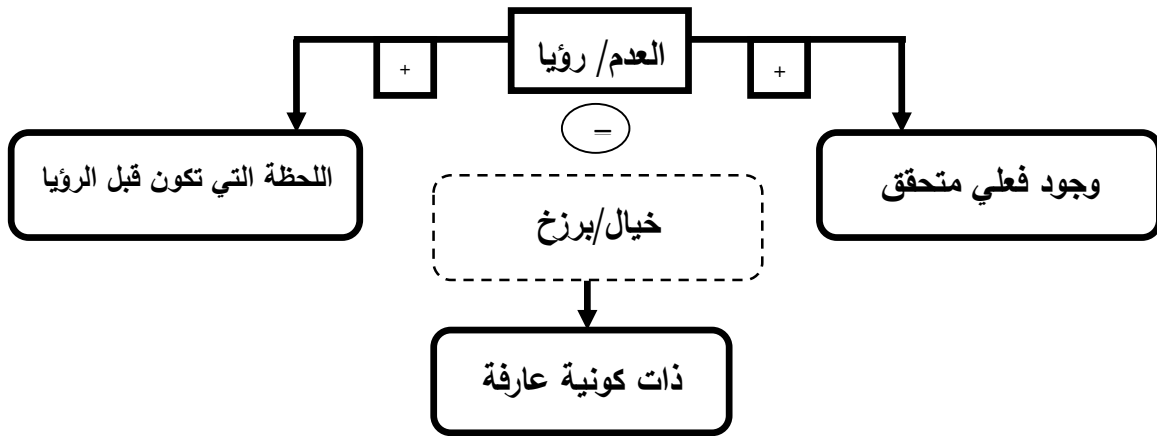 العدم/ رؤيا
+
+
–
وجود فعلي متحقق
اللحظة التي تكون قبل الرؤيا
خيال/برزخ
ذات كونية عارفة